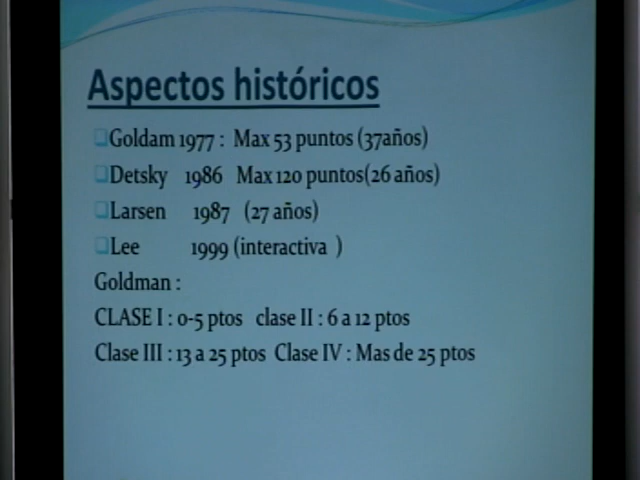 Aspectos históricos
Goldam 1977 : Max 53 puntos (37años)
Detsky 1986 Max 120 puntos(26 años)
Larsen 1987 (27 años)
Lee 1999 (interactiva )
Goldman :
CLASE I : 0-5 ptos clase II : 6 a 12 ptos
Clase III : 13 a 25 ptos Clase IV : Mas de 25 ptos